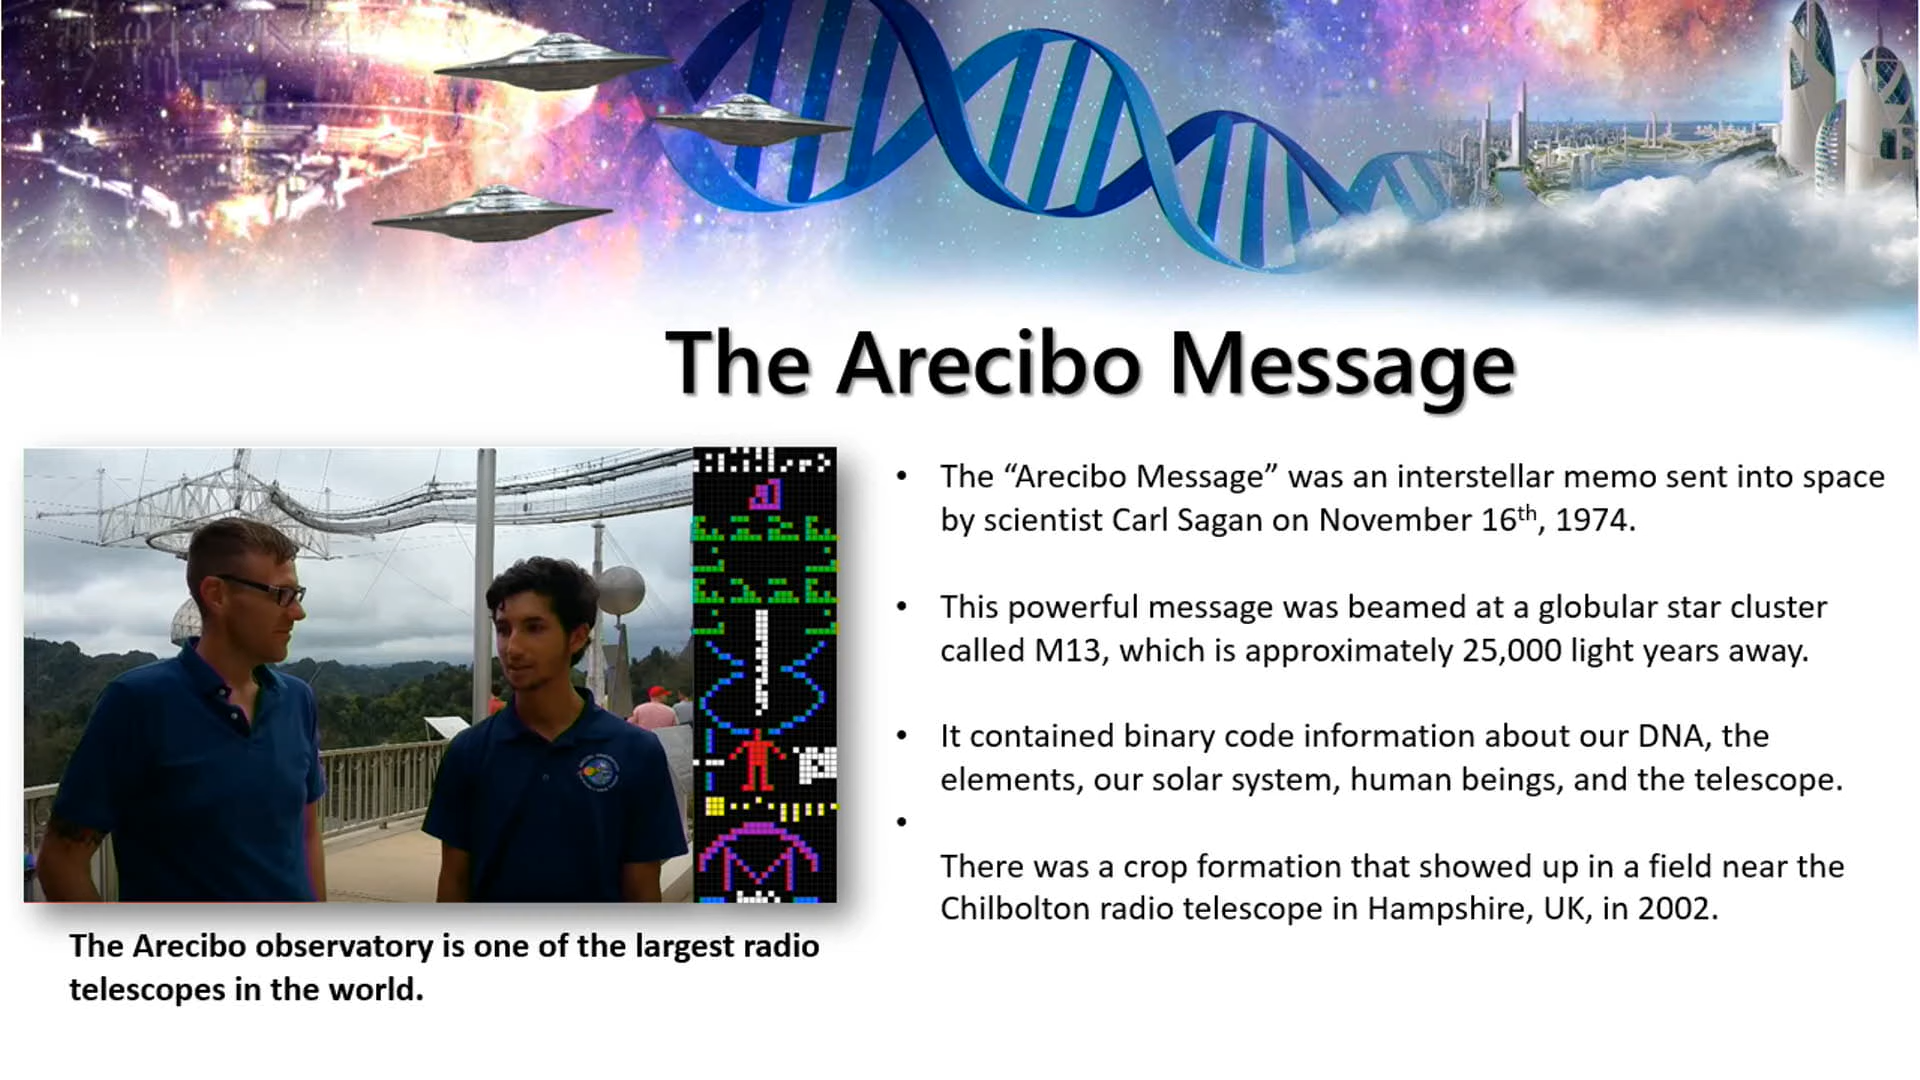 The Arecibo Message
• The “Arecibo Message” was an interstellar memo sent into space
by scientist Carl Sagan on November 16th, 1974.
• This powerful message was beamed at a globular star cluster
called M13, which is approximately 25,000 light years away.
• It contained binary code information about our DNA, the
elements, our solar system, human beings, and the telescope.
•
There was a crop formation that showed up in a field near the
Chilbolton radio telescope in Hampshire, UK, in 2002.
The Arecibo observatory is one of the largest radio
telescopes in the world.